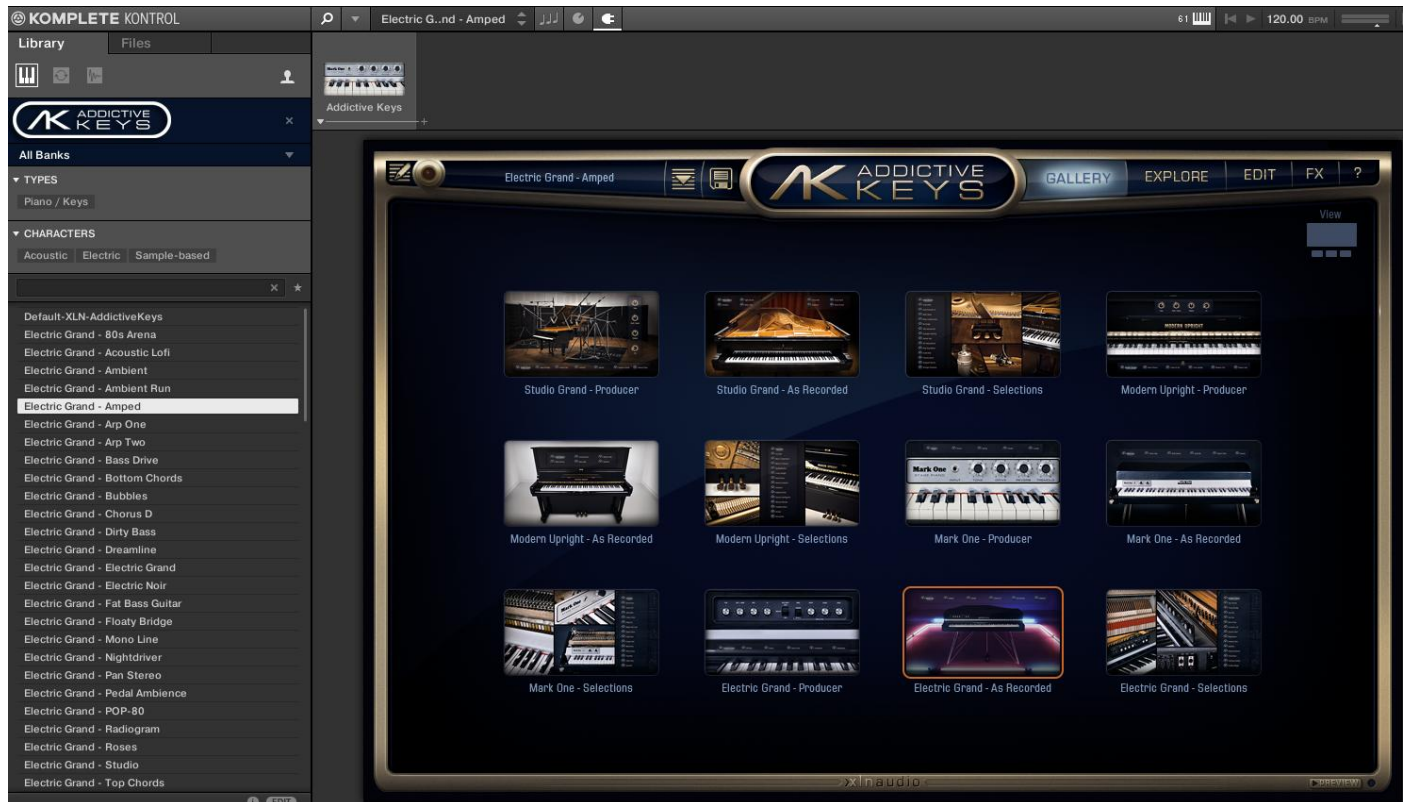 KOMPLETE KONTROL
Electric G..nd - Amped
61
120.00 BPM
Library
Files
ADDICTIVE
KEYS
All Banks
TYPES
Piano / Keys
CHARACTERS
Acoustic
Electric
Sample-based
Default-XLN-AddictiveKeys
Electric Grand - 80s Arena
Electric Grand - Acoustic Lofi
Electric Grand - Ambient
Electric Grand - Ambient Run
Electric Grand - Amped
Electric Grand - Arp One
Electric Grand - Arp Two
Electric Grand - Bass Drive
Electric Grand - Bottom Chords
Electric Grand - Bubbles
Electric Grand - Chorus D
Electric Grand - Dirty Bass
Electric Grand - Dreamline
Electric Grand - Electric Grand
Electric Grand - Electric Noir
Electric Grand - Fat Bass Guitar
Electric Grand - Floaty Bridge
Electric Grand - Mono Line
Electric Grand - Nightdriver
Electric Grand - Pan Stereo
Electric Grand - Pedal Ambience
Electric Grand - POP-80
Electric Grand - Radiogram
Electric Grand - Roses
Electric Grand - Studio
Electric Grand - Top Chords
EDIT
Addictive Keys
Electric Grand - Amped
ADDICTIVE
KEYS
GALLERY
EXPLORE
EDIT
FX
?
View
Studio Grand - Producer
Studio Grand - As Recorded
Studio Grand - Selections
MODERN UPRIGHT
Modern Upright - Producer
Modern Upright - As Recorded
Modern Upright - Selections
Mark One
Mark One - Producer
Mark One - As Recorded
Mark One - Selections
Electric Grand - Producer
Electric Grand - As Recorded
Electric Grand - Selections
xlnaudio
PREVIEW